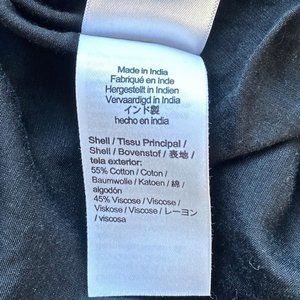 Made in India
Fabriqué en Inde
Hergestellt in Indien
Vervaardigd in India
インド製
hecho en india
Shell / Tissu Principal /
Shell / Bovenstof / 表地 /
tela exterior:
55% Cotton / Coton /
Baumwolle / Katoen / 綿 /
algodón
45% Viscose / Viscose /
Viskose / Viscose / レーヨン
/ viscosa